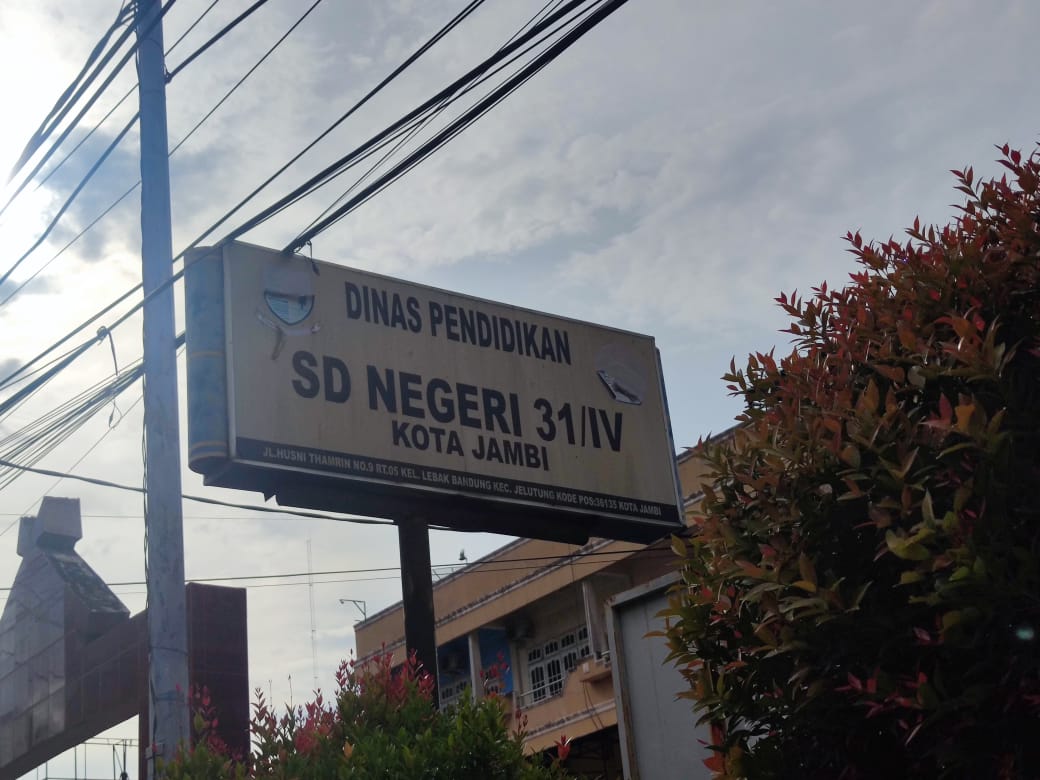 DINAS PENDIDIKAN
SD NEGERI 31/IV
KOTA JAMBI
JL.HUSNI THAMRIN NO.9 RT.05 KEL. LEBAK BANDUNG KEC. JELUTUNG KODE POS:36135 KOTA JAMBI